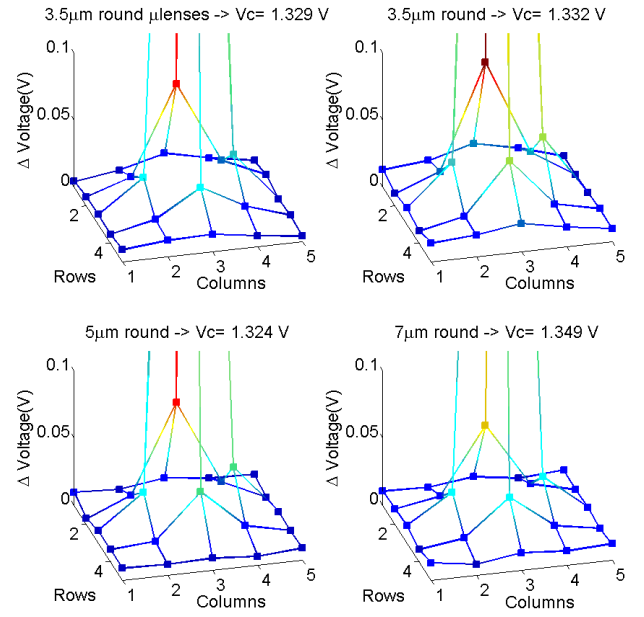 3.5μm round μlenses -> Vc= 1.329 V
0.1
0.05
0
Δ Voltage(V)
2
4
Rows
1
2
3
4
5
Columns
3.5μm round -> Vc= 1.332 V
0.1
0.05
0
Δ Voltage(V)
2
4
Rows
1
2
3
4
5
Columns
5μm round -> Vc= 1.324 V
0.1
0.05
0
Δ Voltage(V)
2
4
Rows
1
2
3
4
5
Columns
7μm round -> Vc= 1.349 V
0.1
0.05
0
Δ Voltage(V)
2
4
Rows
1
2
3
4
5
Columns